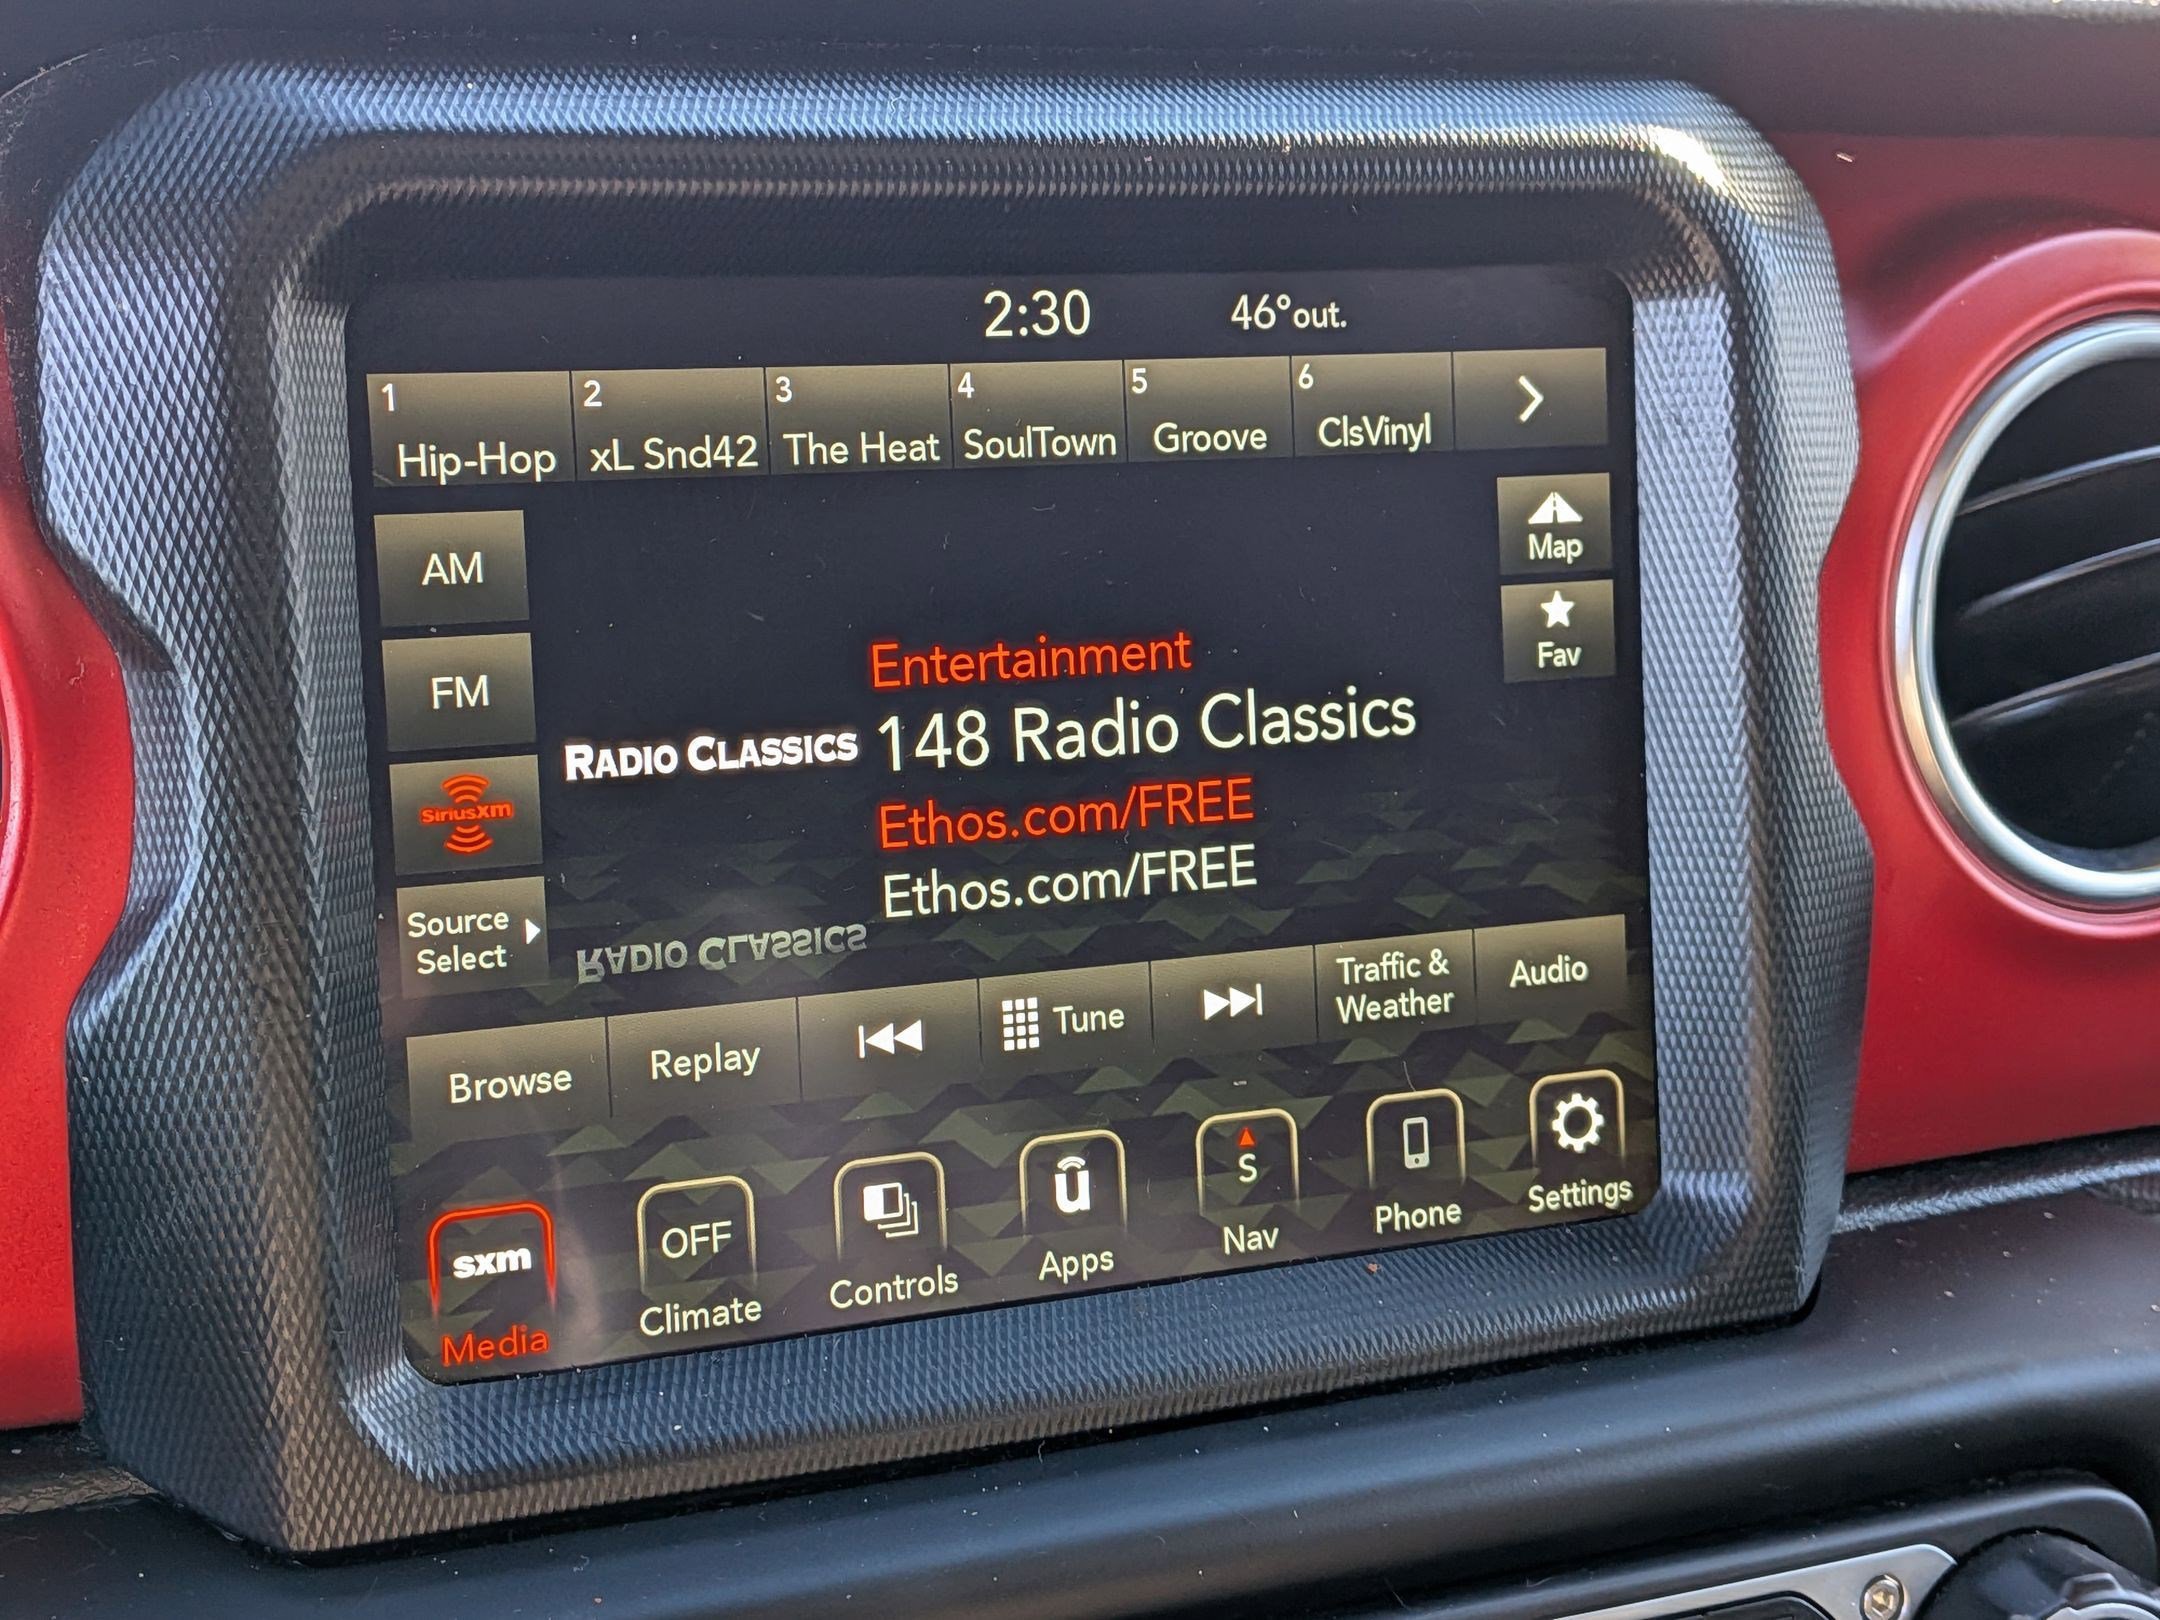 2:30 46°out.
1 Hip-Hop
2 xL Snd42
3 The Heat
4 SoulTown
5 Groove
6 ClsVinyl
AM
FM
SiriusXm
Source
Select
Map
Fav
Entertainment
RADIO CLASSICS
148 Radio Classics
Ethos.com/FREE
Ethos.com/FREE
RADIO CLASSICS
Browse
Replay
Tune
Traffic &
Weather
Audio
sxm
Media
OFF
Climate
Controls
u
Apps
S
Nav
Phone
Settings